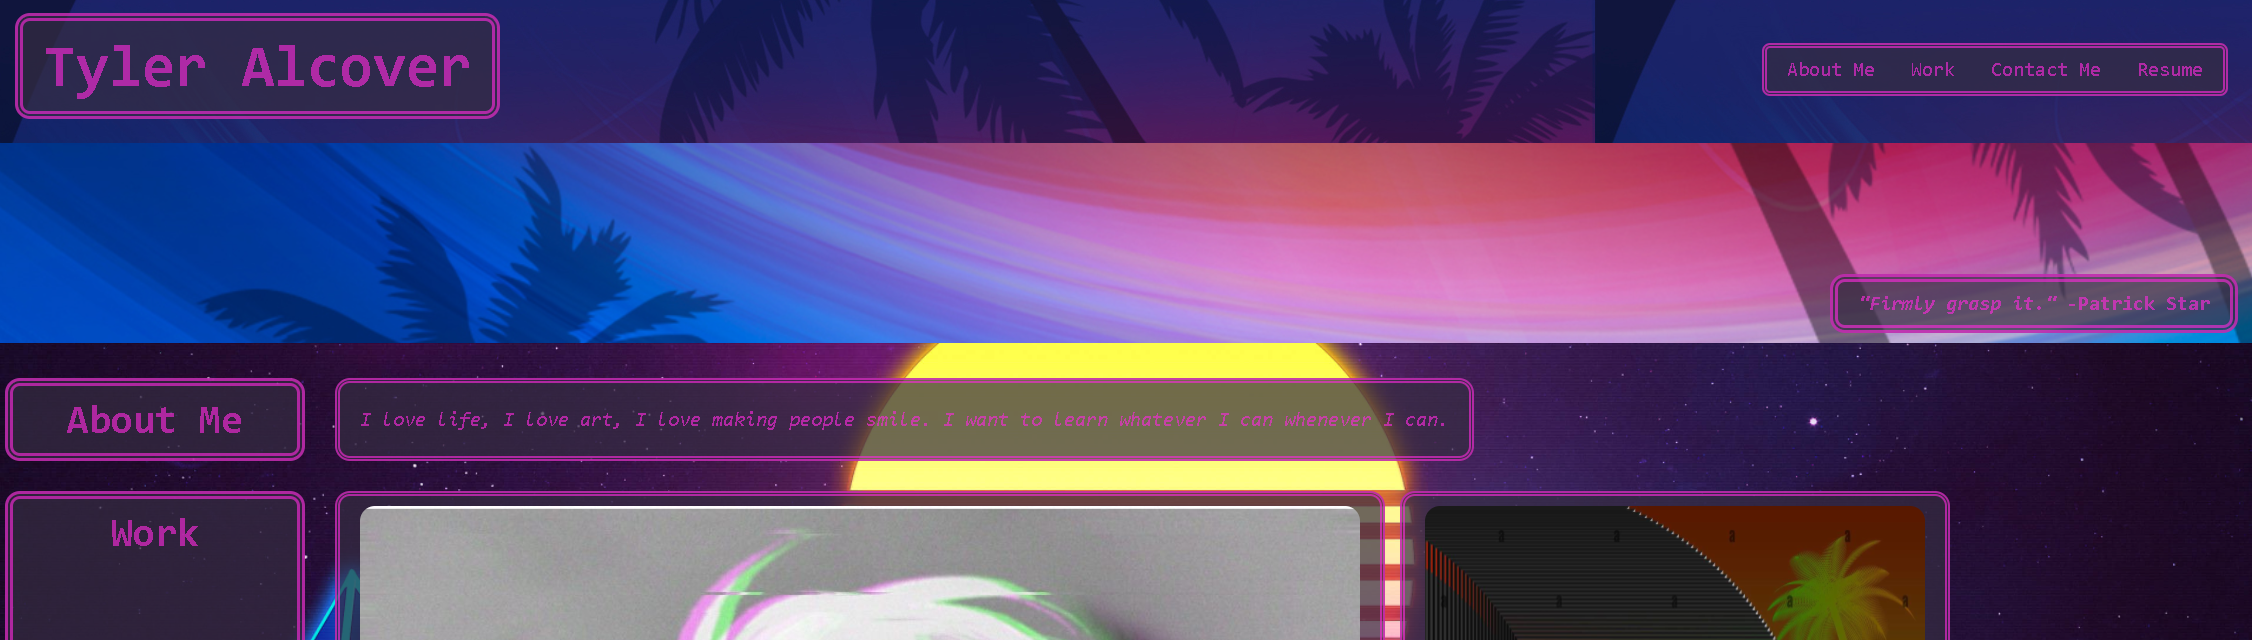 Tyler Alcover
About Me Work Contact Me Resume
“Firmly grasp it.“ -Patrick Star
About Me
I love life, I love art, I love making people smile. I want to learn whatever I can whenever I can.
Work
a a a a
a a a a a